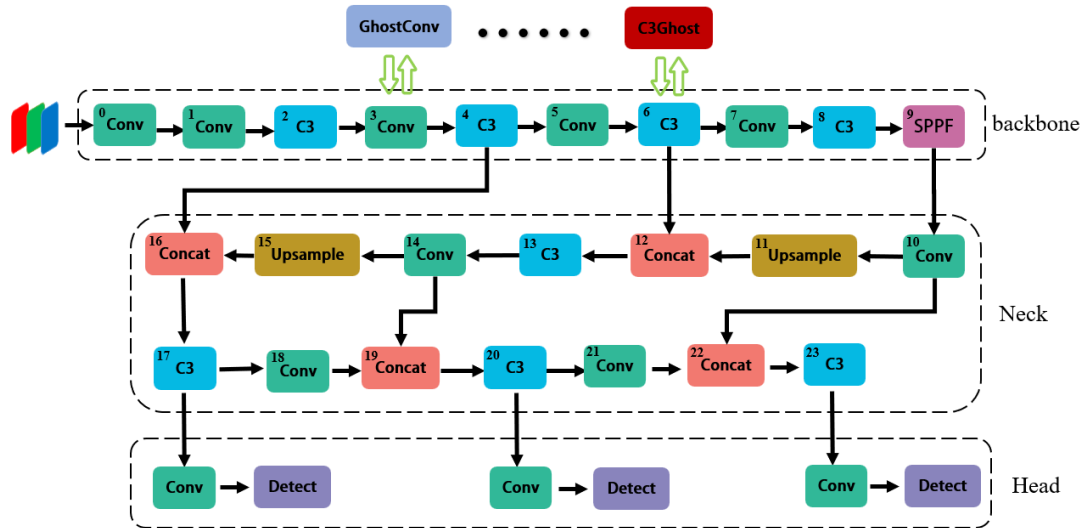 GhostConv ...... C3Ghost
0 Conv 1 Conv 2 C3 3 Conv 4 C3 5 Conv 6 C3 7 Conv 8 C3 9 SPPF backbone
16 Concat 15 Upsample 14 Conv 13 C3 12 Concat 11 Upsample 10 Conv
Neck
17 C3 18 Conv 19 Concat 20 C3 21 Conv 22 Concat 23 C3
Conv Detect Conv Detect Conv Detect Head